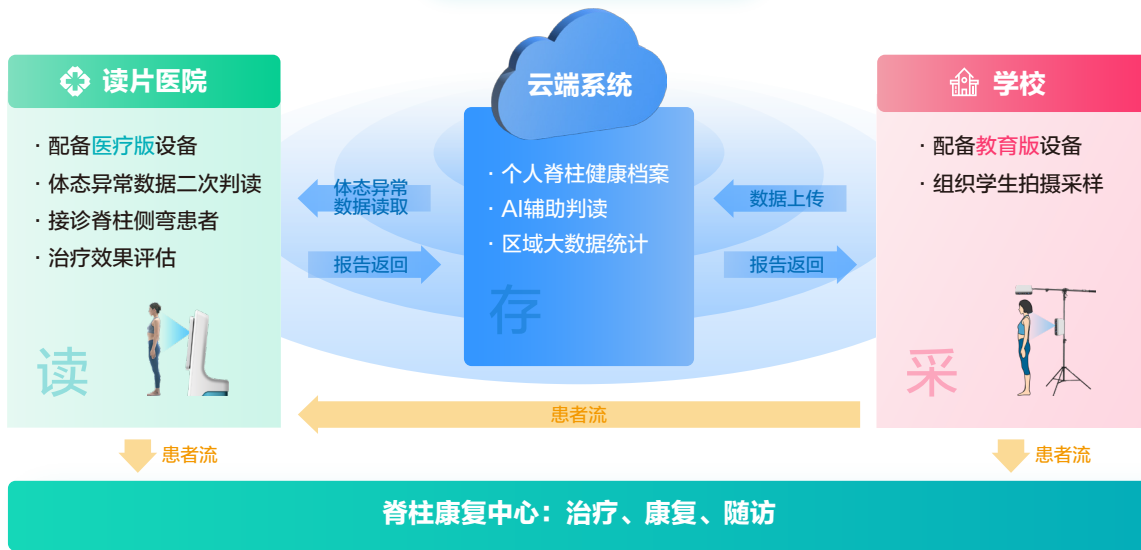 读片医院
· 配备医疗版设备
· 体态异常数据二次判读
· 接诊脊柱侧弯患者
· 治疗效果评估
读
体态异常
数据读取
报告返回
云端系统
· 个人脊柱健康档案
· AI辅助判读
· 区域大数据统计
存
数据上传
报告返回
学校
· 配备教育版设备
· 组织学生拍摄采样
采
患者流
患者流
患者流
脊柱康复中心：治疗、康复、随访